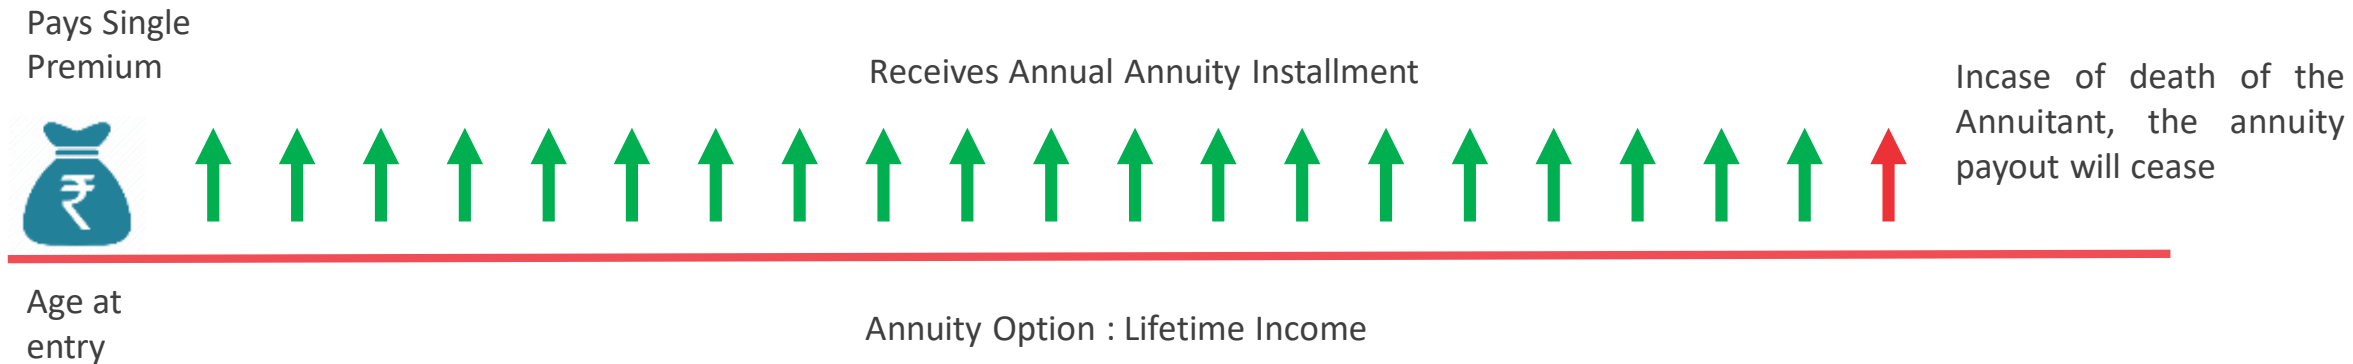 Pays Single
Premium
Receives Annual Annuity Installment
Incase of death of the
Annuitant, the annuity
payout will cease
₹
Age at
entry
Annuity Option : Lifetime Income